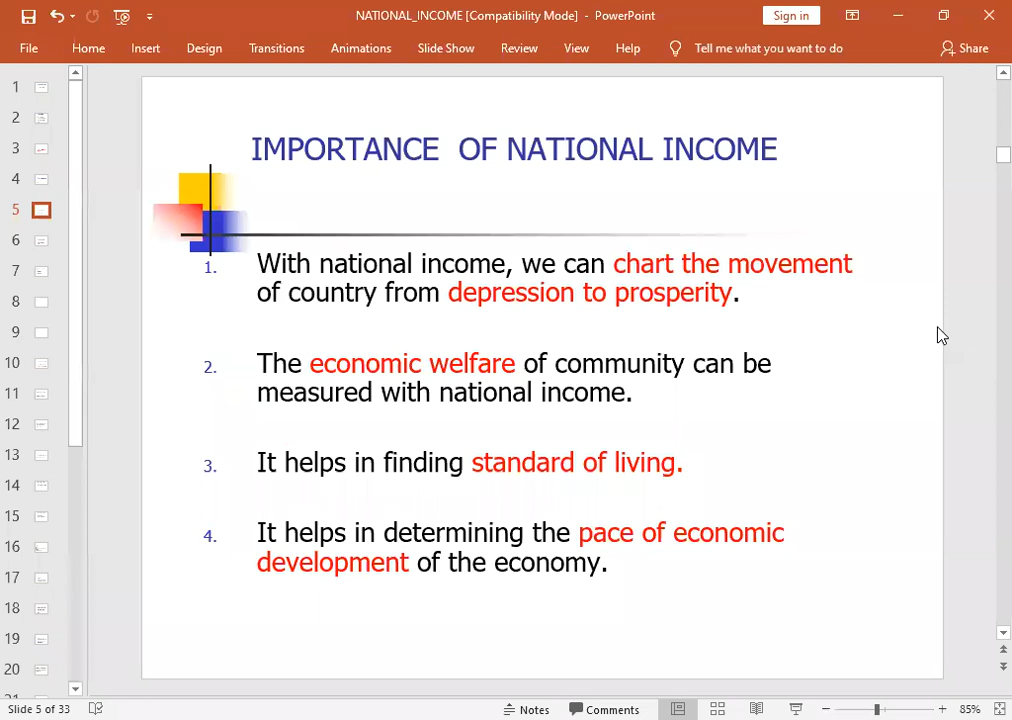 NATIONAL_INCOME [Compatibility Mode] - PowerPoint
Sign in
File Home Insert Design Transitions Animations Slide Show Review View Help Tell me what you want to do Share
1
2
3
4
5
6
7
8
9
10
11
12
13
14
15
16
17
18
19
20
IMPORTANCE OF NATIONAL INCOME
1. With national income, we can chart the movement
of country from depression to prosperity.
2. The economic welfare of community can be
measured with national income.
3. It helps in finding standard of living.
4. It helps in determining the pace of economic
development of the economy.
Slide 5 of 33 Notes Comments 85%